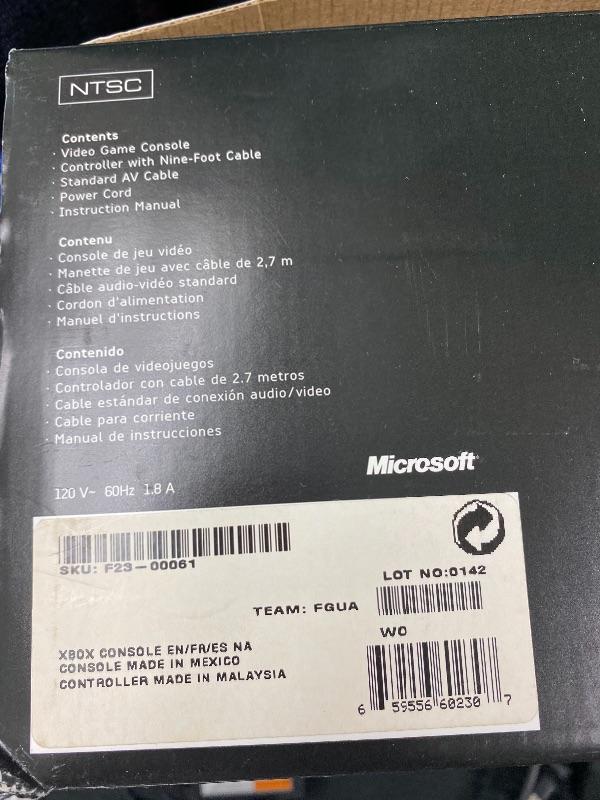 NTSC
Contents
· Video Game Console
· Controller with Nine-Foot Cable
· Standard AV Cable
· Power Cord
· Instruction Manual
Contenu
· Console de jeu vidéo
· Manette de jeu avec câble de 2,7 m
· Câble audio-vidéo standard
· Cordon d'alimentation
· Manuel d'instructions
Contenido
· Consola de videojuegos
· Controlador con cable de 2.7 metros
· Cable estándar de conexión audio/video
· Cable para corriente
· Manual de instrucciones
Microsoft
120 V~ 60Hz 1.8 A
SKU: F23-00061
LOT NO:0142
TEAM: FGUA
WO
XBOX CONSOLE EN/FR/ES NA
CONSOLE MADE IN MEXICO
CONTROLLER MADE IN MALAYSIA
6 59556 60230 7